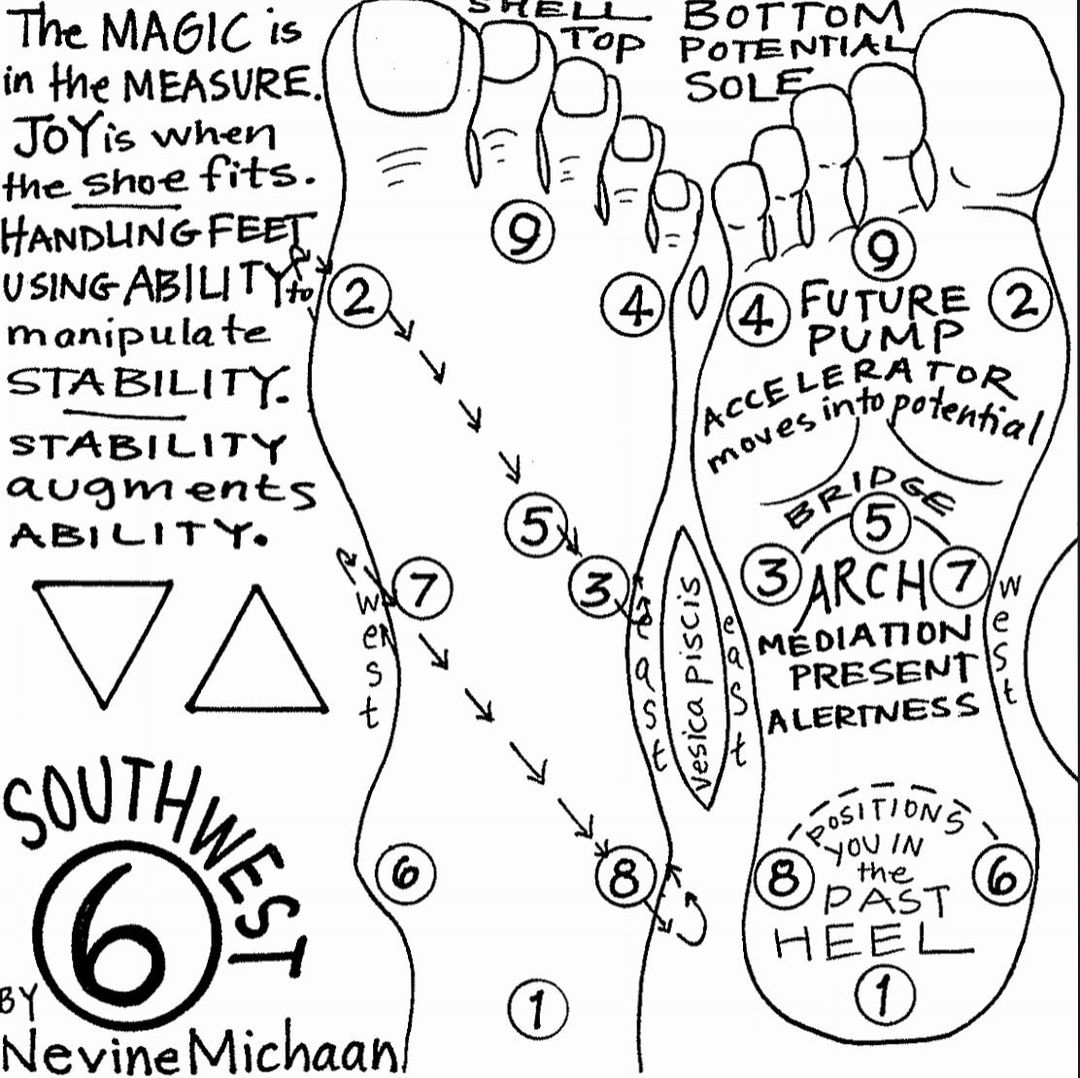 The MAGIC is
in the MEASURE.
JOY is when
the shoe fits.
HANDLING FEET
USING ABILITY to
manipulate
STABILITY.
STABILITY
augments
ABILITY.
SOUTHWEST
6
BY
Nevine Michaan
SHELL
TOP
9
2
4
5
7
3
west
east
6
8
1
vesica piscis
BOTTOM
POTENTIAL
SOLE
9
4 FUTURE 2
PUMP
ACCELERATOR
moves into potential
BRIDGE
5
3 ARCH 7
east
west
MEDIATION
PRESENT
ALERTNESS
POSITIONS
YOU IN
8 the 6
PAST
HEEL
1